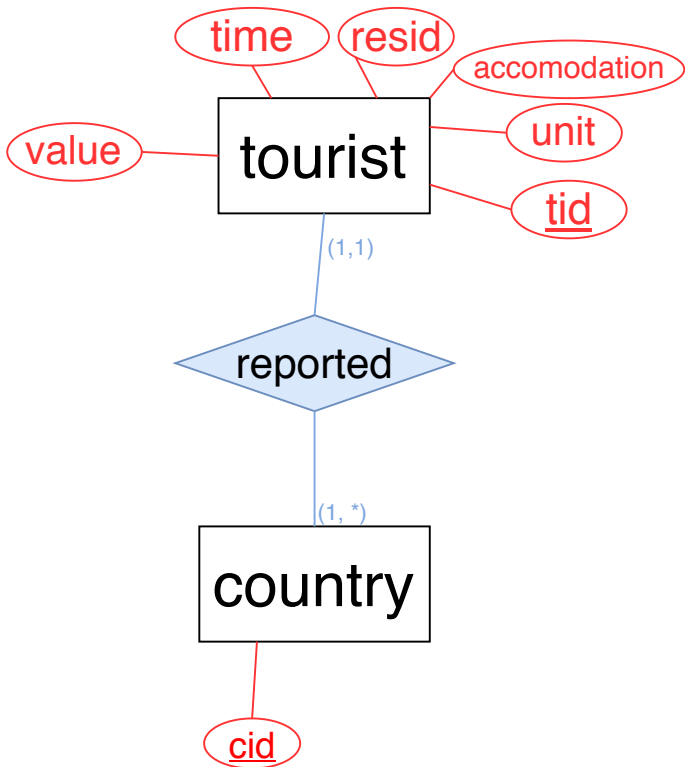 time
resid
accomodation
value
tourist
unit
tid
(1,1)
reported
(1, *)
country
cid